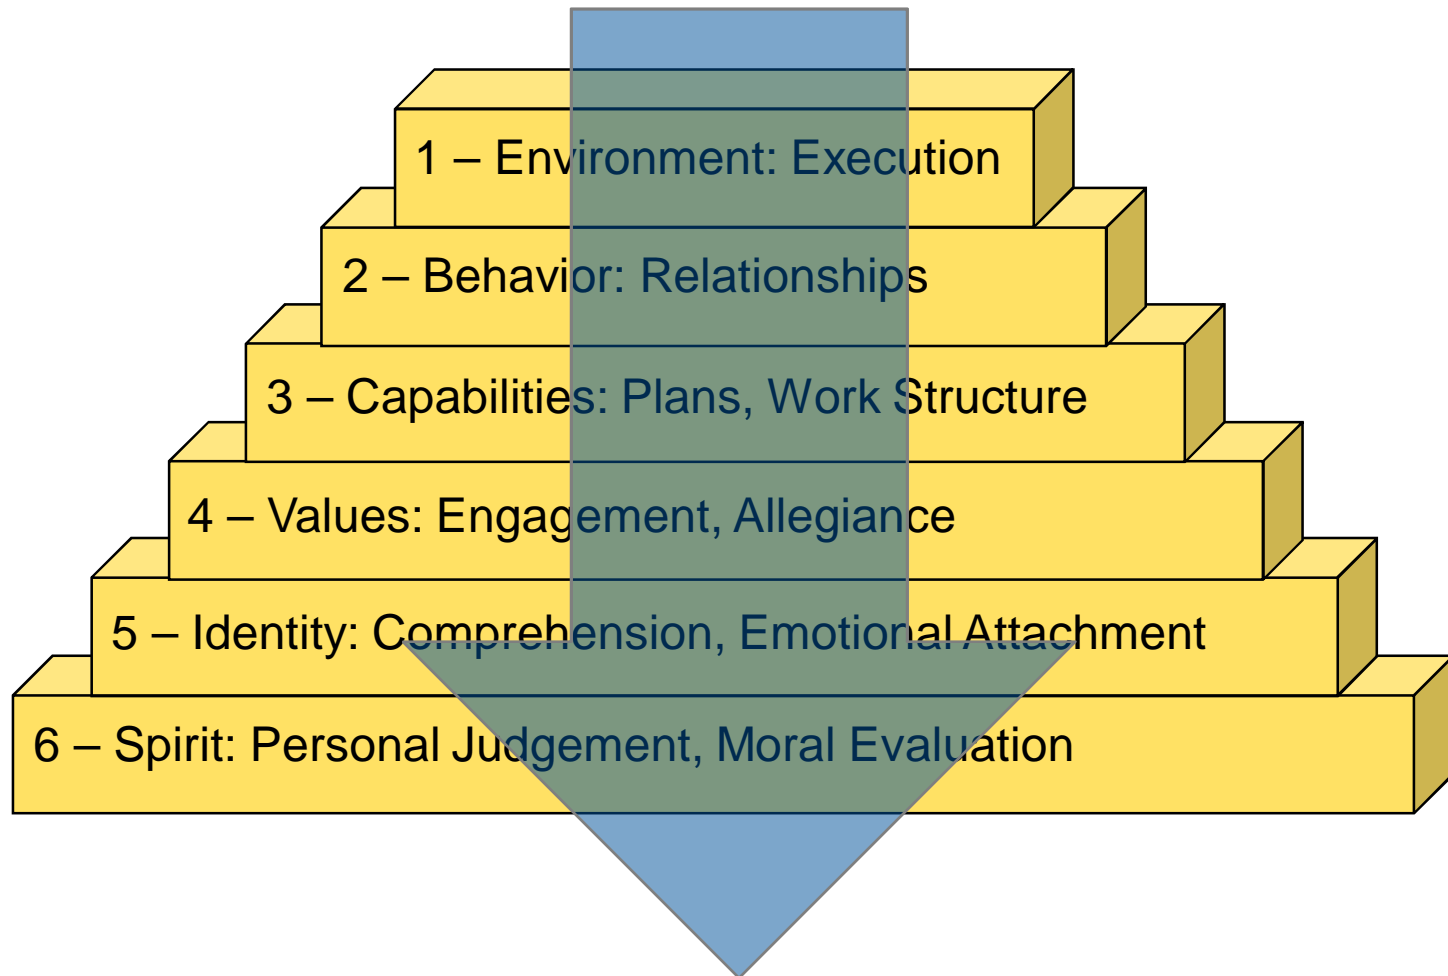 1 – Environment: Execution
2 – Behavior: Relationships
3 – Capabilities: Plans, Work Structure
4 – Values: Engagement, Allegiance
5 – Identity: Comprehension, Emotional Attachment
6 – Spirit: Personal Judgement, Moral Evaluation